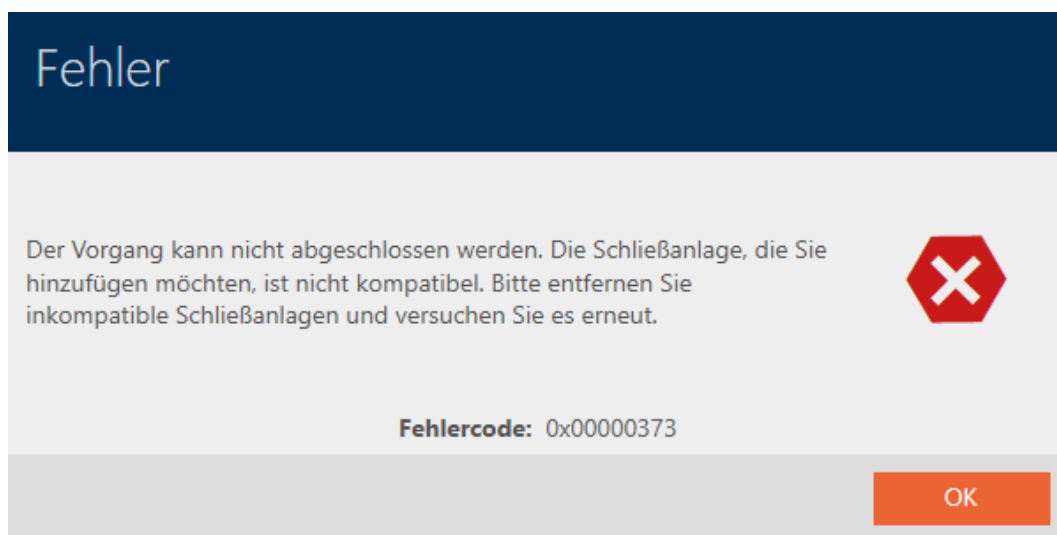 Fehler
Der Vorgang kann nicht abgeschlossen werden. Die Schließanlage, die Sie
hinzufügen möchten, ist nicht kompatibel. Bitte entfernen Sie
inkompatible Schließanlagen und versuchen Sie es erneut.
Fehlercode: 0x00000373
OK